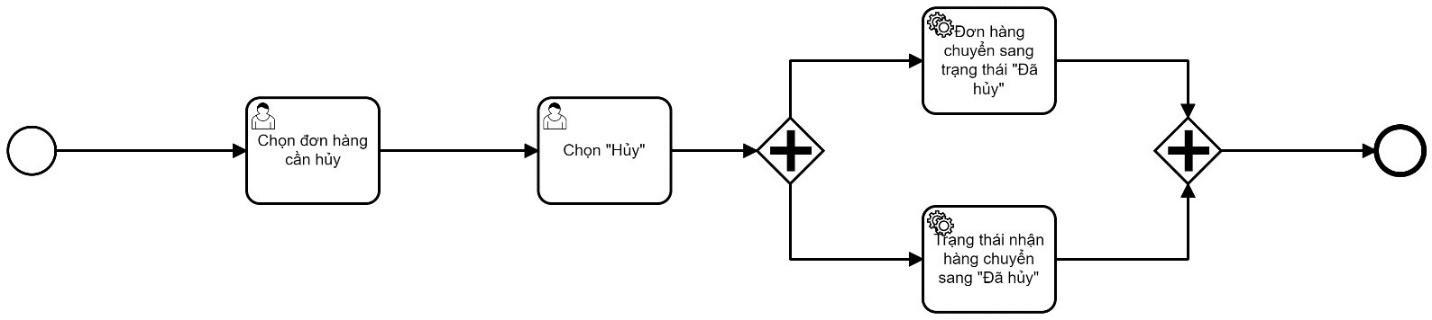 Chọn đơn hàng
cần hủy
Chọn "Hủy"
Đơn hàng
chuyển sang
trạng thái "Đã
hủy"
Trạng thái nhận
hàng chuyển
sang "Đã hủy"